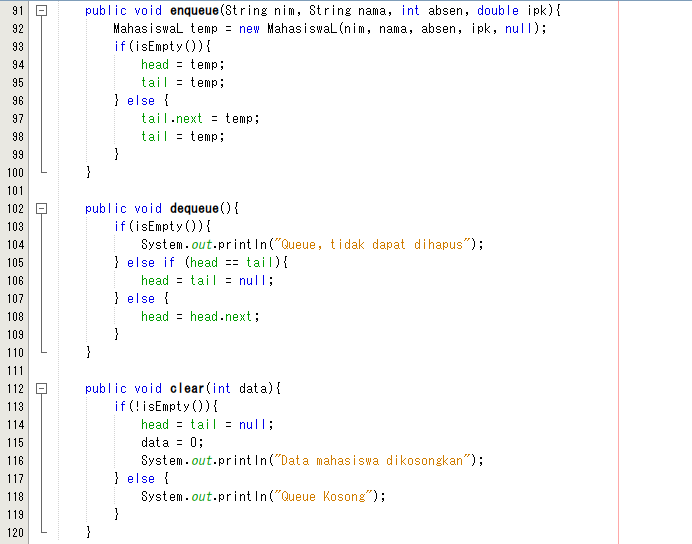 91 public void enqueue(String nim, String nama, int absen, double ipk){
92 MahasiswaL temp = new MahasiswaL(nim, nama, absen, ipk, null);
93 if(isEmpty()){
94 head = temp;
95 tail = temp;
96 } else {
97 tail.next = temp;
98 tail = temp;
99 }
100 }
101
102 public void dequeue(){
103 if(isEmpty()){
104 System.out.println("Queue, tidak dapat dihapus");
105 } else if (head == tail){
106 head = tail = null;
107 } else {
108 head = head.next;
109 }
110 }
111
112 public void clear(int data){
113 if(!isEmpty()){
114 head = tail = null;
115 data = 0;
116 System.out.println("Data mahasiswa dikosongkan");
117 } else {
118 System.out.println("Queue Kosong");
119 }
120 }